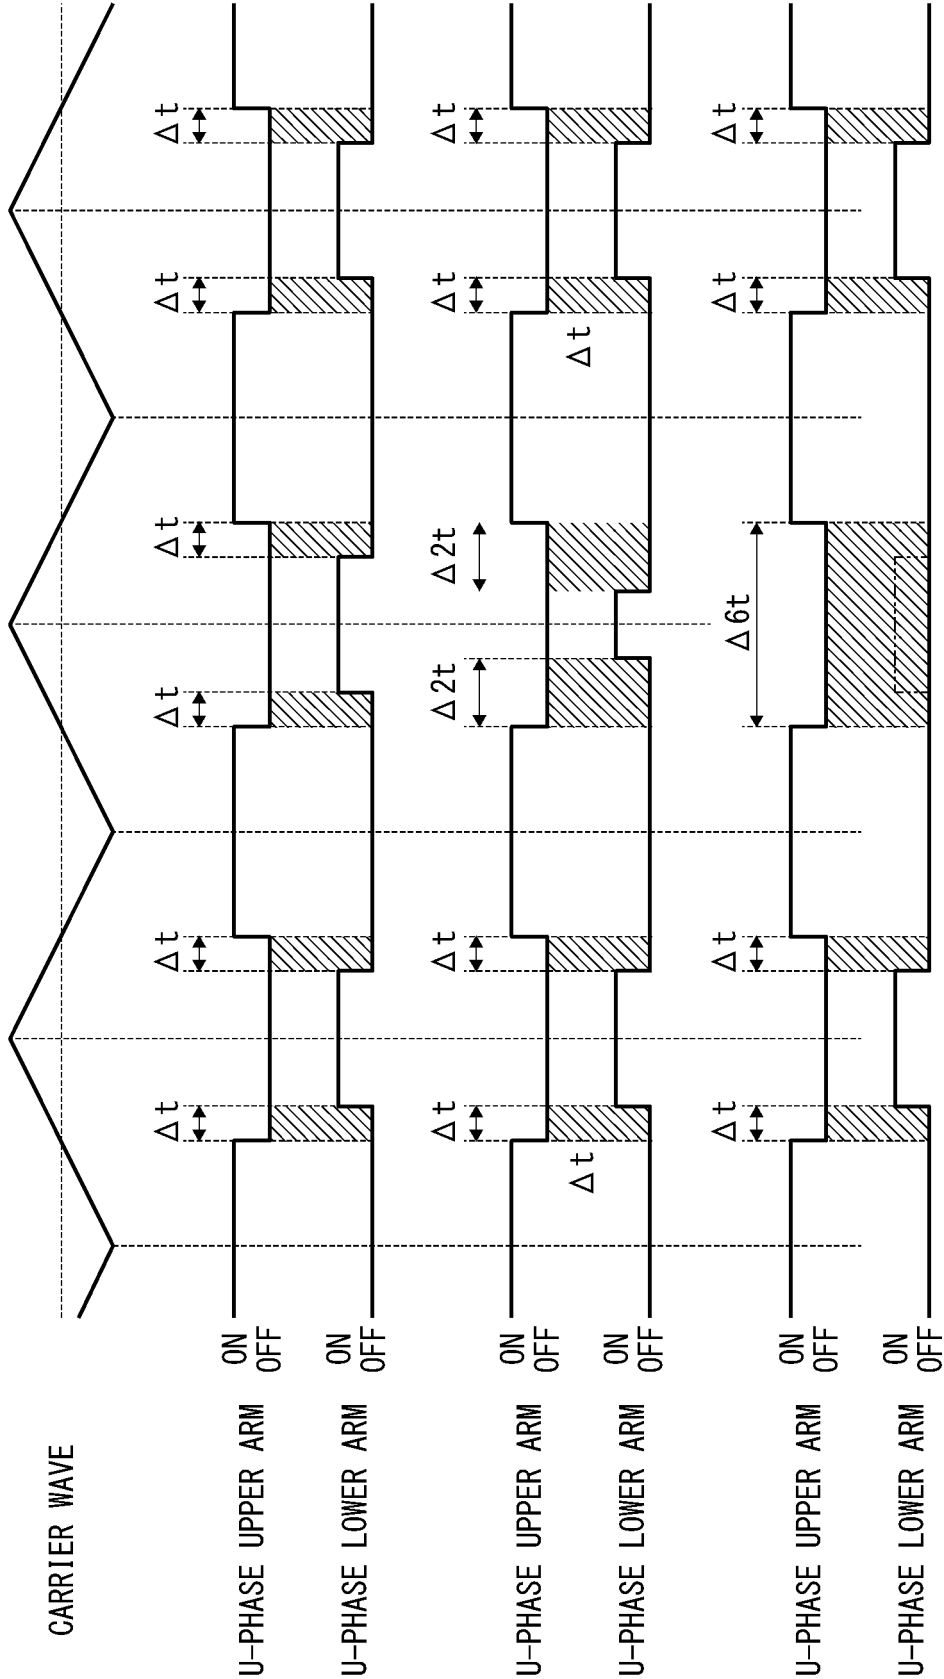 CARRIER WAVE
Δt
Δt
Δt
Δt
Δt
Δt
U-PHASE UPPER ARM
ON
OFF
U-PHASE LOWER ARM
ON
OFF
Δt
Δt
Δ2t
Δ2t
Δt
Δt
U-PHASE UPPER ARM
ON
OFF
Δt
Δt
U-PHASE LOWER ARM
ON
OFF
Δt
Δt
Δ6t
Δt
Δt
U-PHASE UPPER ARM
ON
OFF
U-PHASE LOWER ARM
ON
OFF